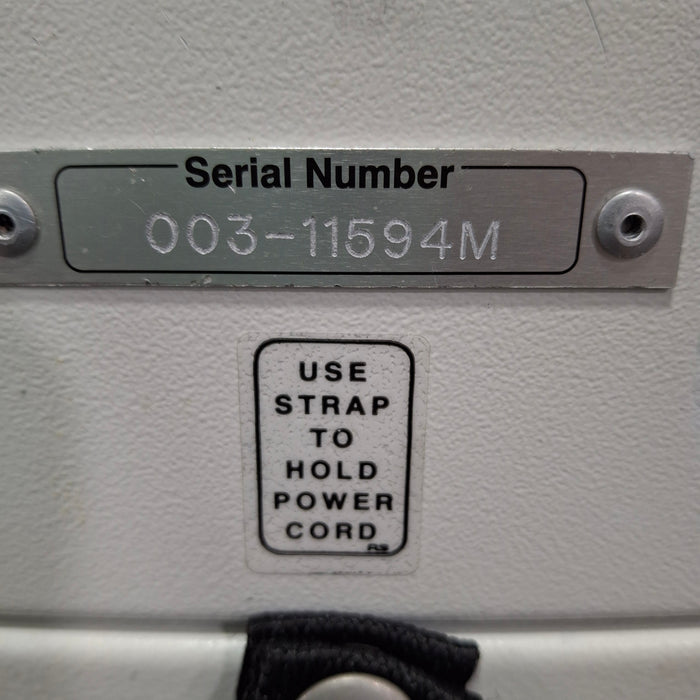 Serial Number
003-11594M
USE
STRAP
TO
HOLD
POWER
CORD